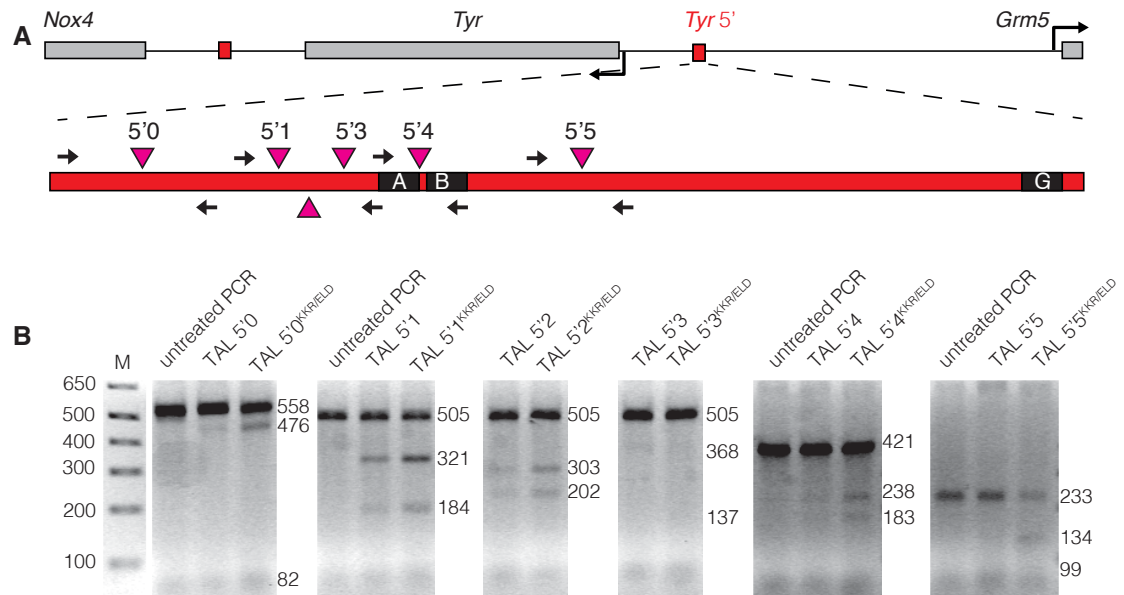 A
Nox4 Tyr Tyr 5' Grm5
5'0 5'1 5'3 5'4 5'5
A B G
B
M
untreated PCR TAL 5'0 TAL 5'0KKR/ELD
untreated PCR TAL 5'1 TAL 5'1KKR/ELD
TAL 5'2 TAL 5'2KKR/ELD
TAL 5'3 TAL 5'3KKR/ELD
untreated PCR TAL 5'4 TAL 5'4KKR/ELD
untreated PCR TAL 5'5 TAL 5'5KKR/ELD
650
500
400
300
200
100
558
476
82
505
321
184
505
303
202
505
368
137
421
238
183
233
134
99